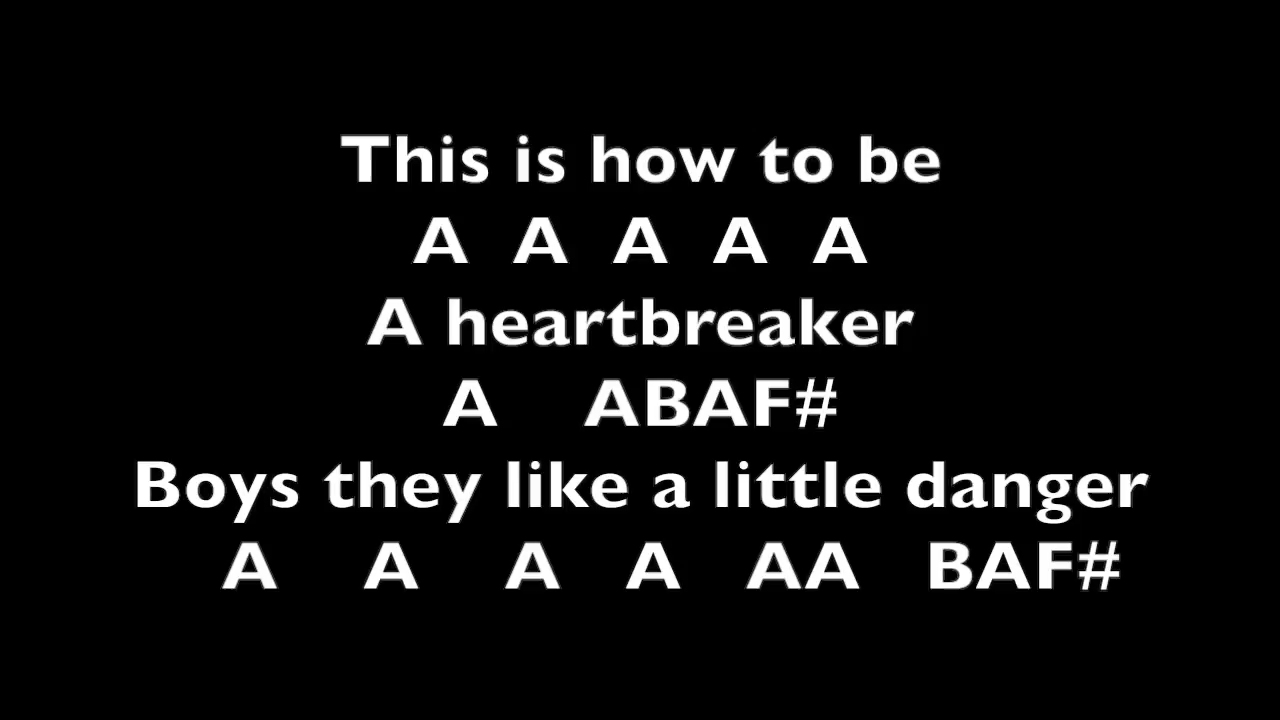 This is how to be
A A A A A
A heartbreaker
A ABAF#
Boys they like a little danger
A A A A AA BAF#